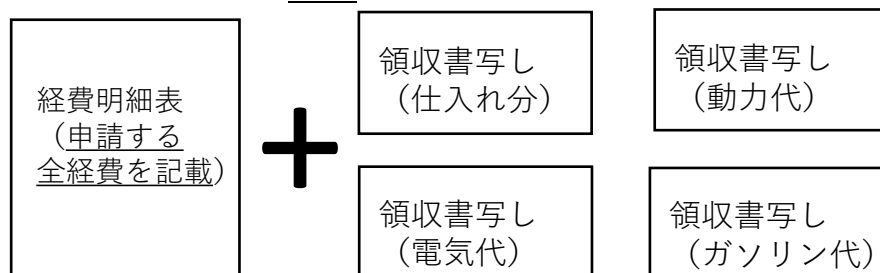 経費明細表
（申請する
全経費を記載）
＋
領収書写し
（仕入れ分）
領収書写し
（動力代）
領収書写し
（電気代）
領収書写し
（ガソリン代）